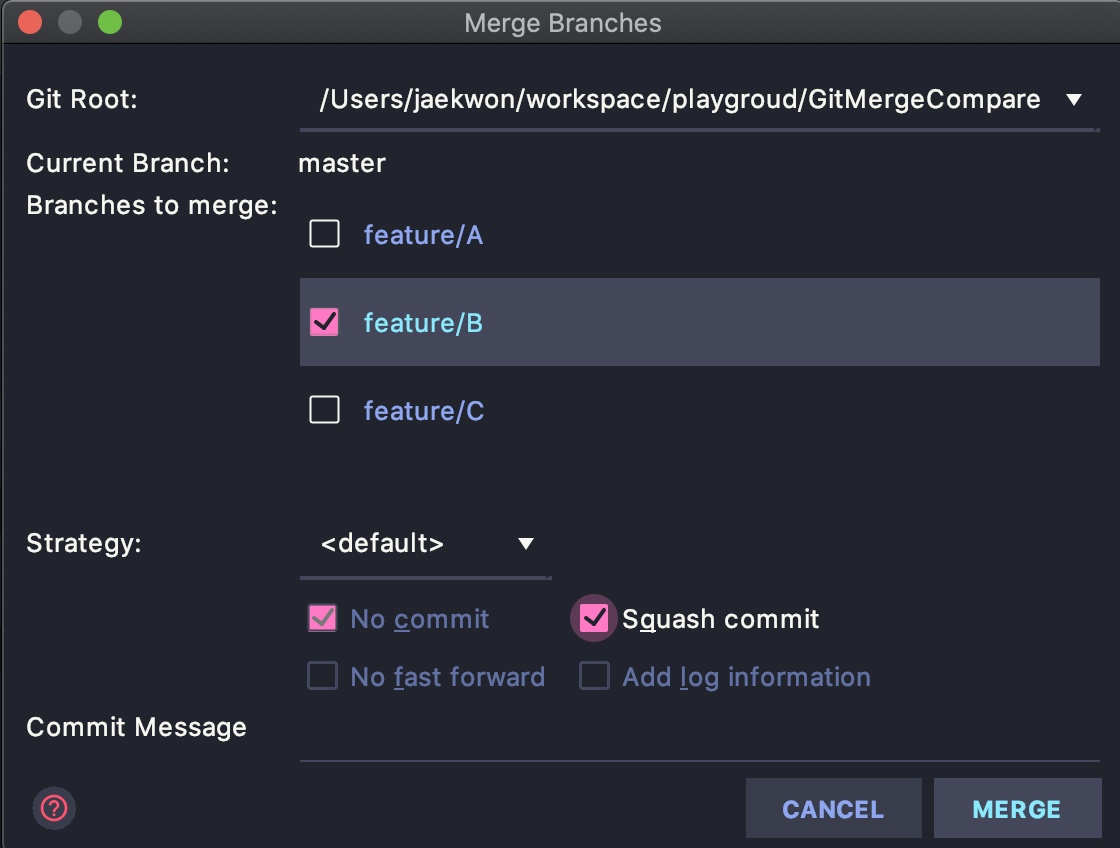 Merge Branches
Git Root: /Users/jaekwon/workspace/playgroud/GitMergeCompare
Current Branch: master
Branches to merge:
feature/A
feature/B
feature/C
Strategy: <default>
No commit Squash commit
No fast forward Add log information
Commit Message
? CANCEL MERGE